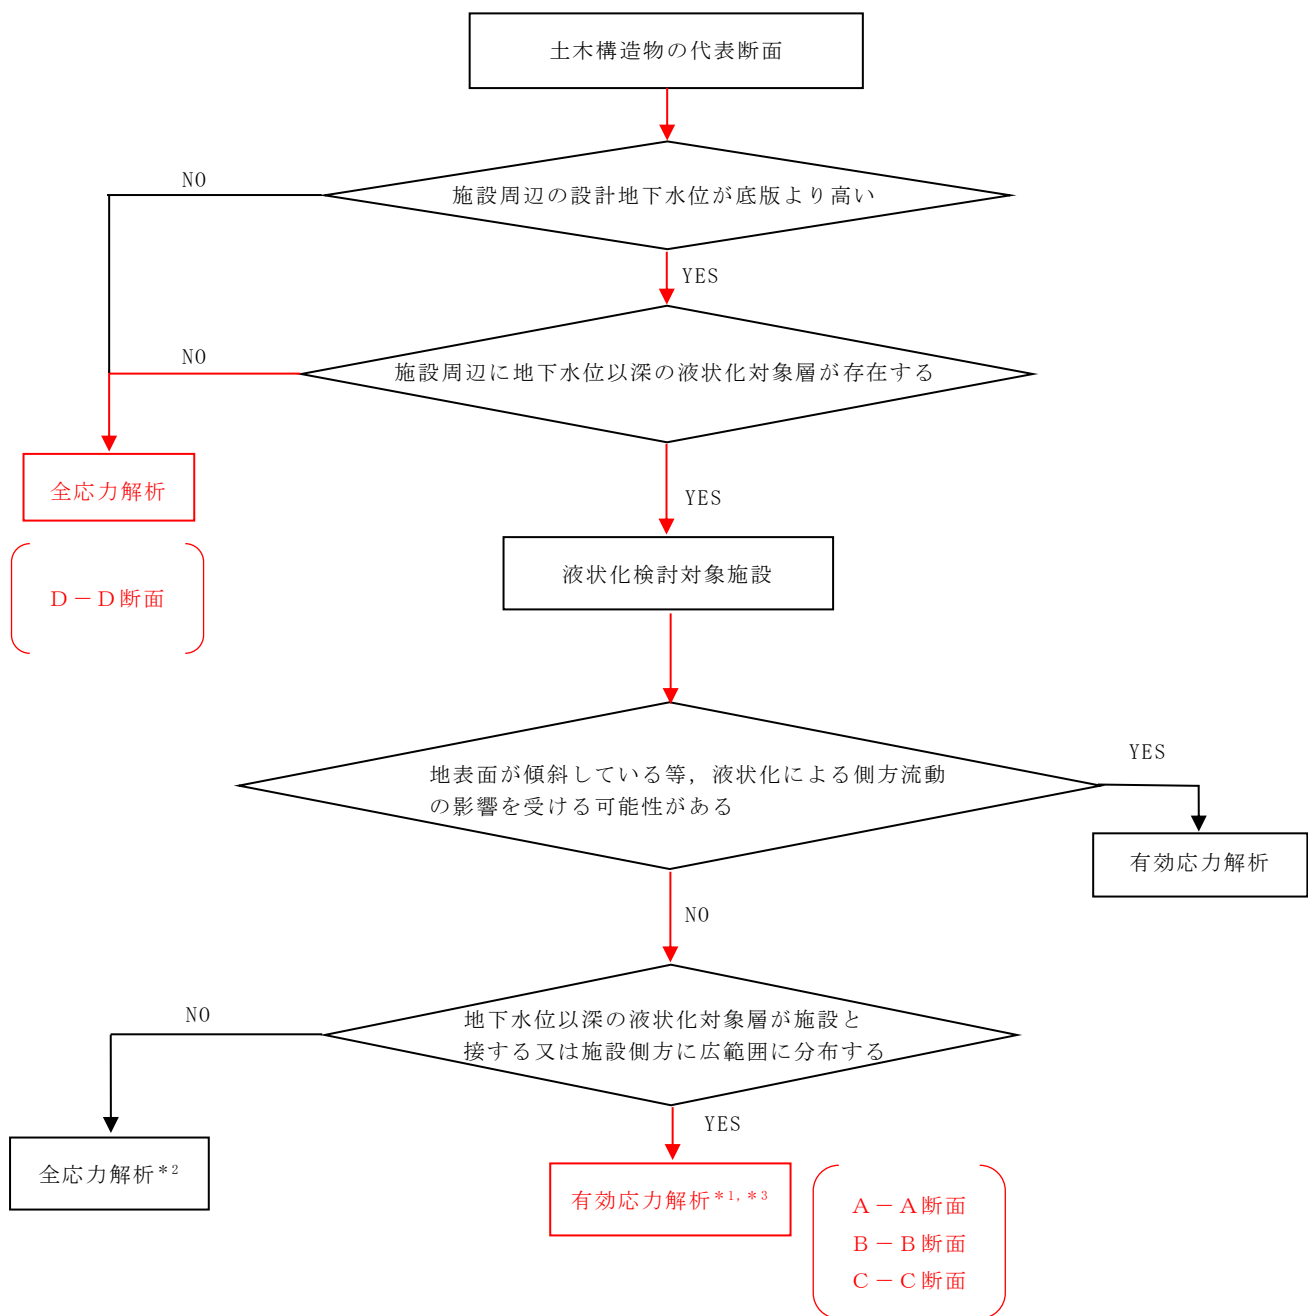 土木構造物の代表断面
NO
施設周辺の設計地下水位が底版より高い
YES
NO
施設周辺に地下水位以深の液状化対象層が存在する
全応力解析
YES
D-D断面
液状化検討対象施設
YES
地表面が傾斜している等,液状化による側方流動
の影響を受ける可能性がある
有効応力解析
NO
NO
地下水位以深の液状化対象層が施設と
接する又は施設側方に広範囲に分布する
YES
全応力解析*2
有効応力解析*1,*3
A-A断面
B-B断面
C-C断面